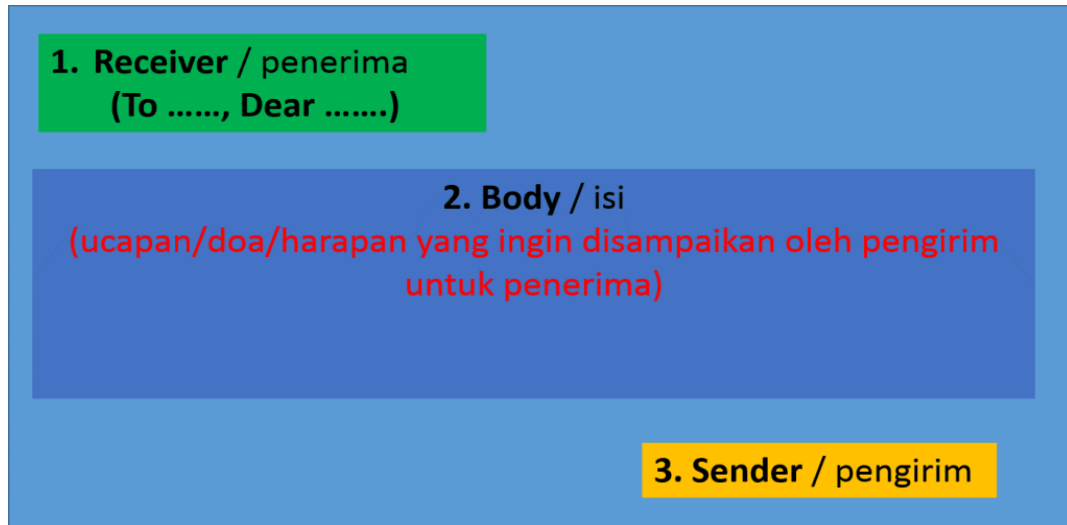 1. Receiver / penerima
(To ......, Dear .......)
2. Body / isi
(ucapan/doa/harapan yang ingin disampaikan oleh pengirim
untuk penerima)
3. Sender / pengirim